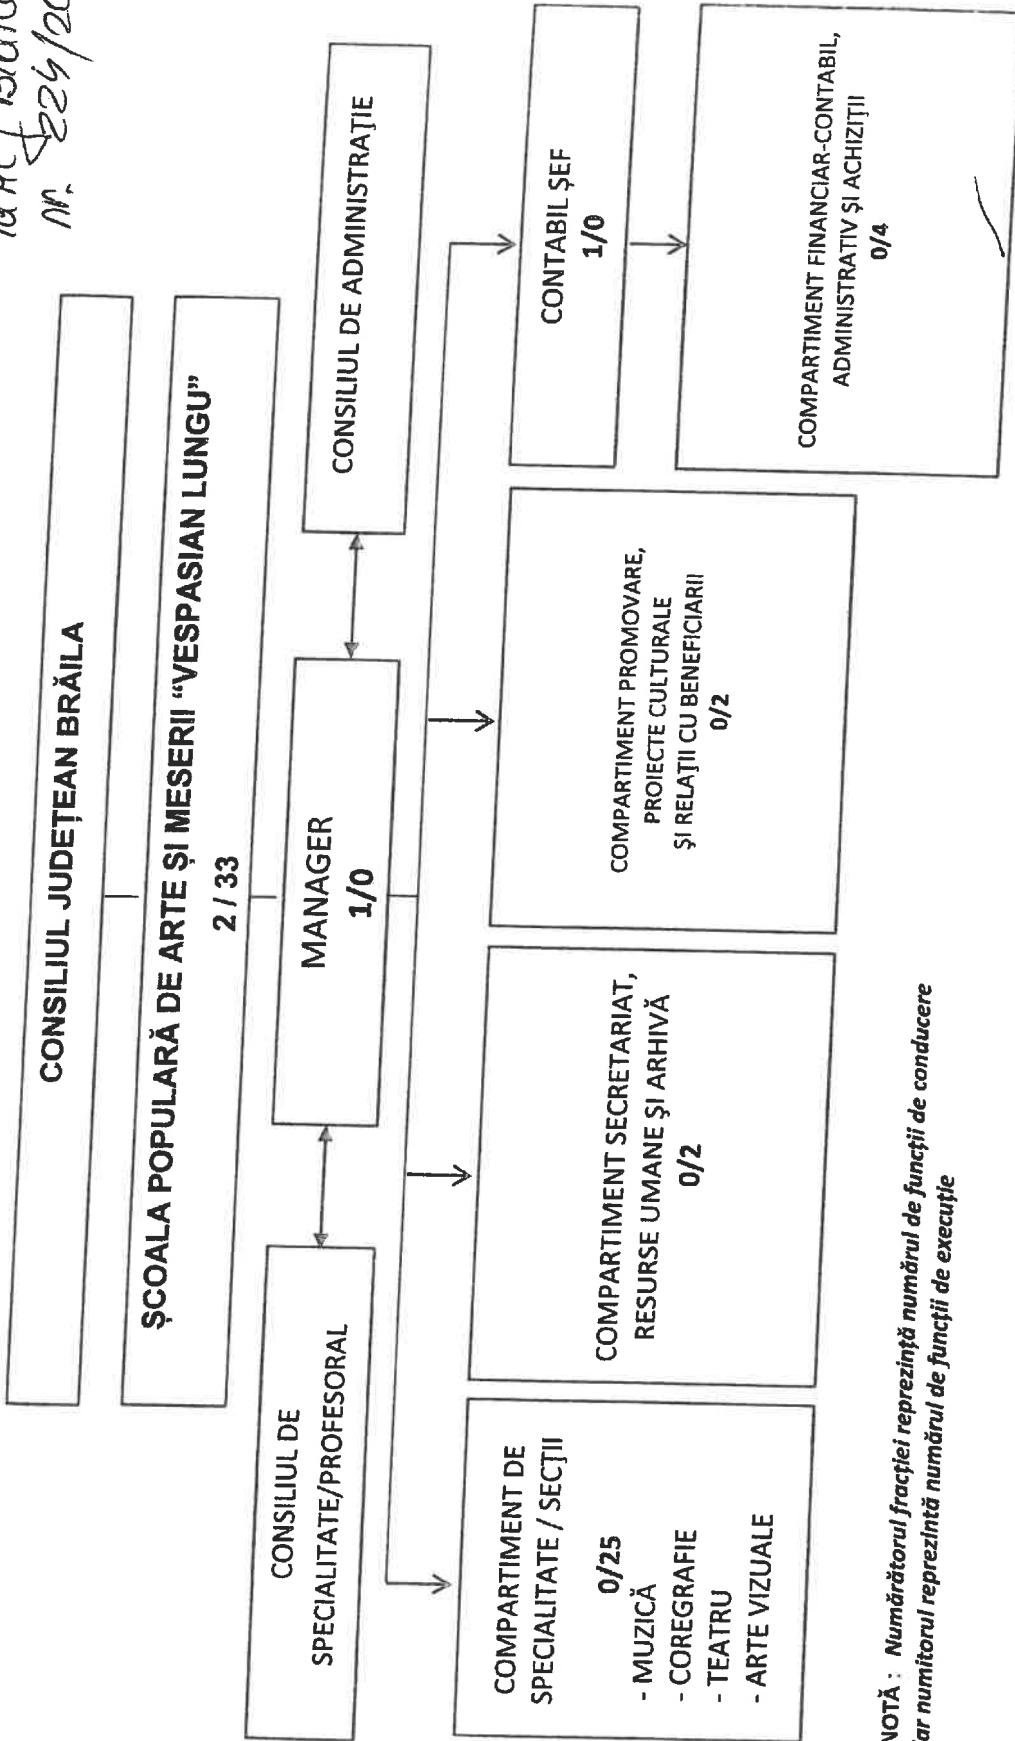 nr. 224/20
CONSILIUL JUDEȚEAN BRĂILA
ȘCOALA POPULARĂ DE ARTE ȘI MESERII “VESPASIAN LUNGU”
2 / 33
CONSILIUL DE
SPECIALITATE/PROFESORAL
MANAGER
1/0
CONSILIUL DE ADMINISTRAȚIE
COMPARTIMENT DE
SPECIALITATE / SECȚII
0/25
- MUZICĂ
- COREGRAFIE
- TEATRU
- ARTE VIZUALE
COMPARTIMENT SECRETARIAT,
RESURSE UMANE ȘI ARHIVĂ
0/2
COMPARTIMENT PROMOVARE,
PROIECTE CULTURALE
ȘI RELAȚII CU BENEFICIARII
0/2
CONTABIL ȘEF
1/0
COMPARTIMENT FINANCIAR-CONTABIL,
ADMINISTRATIV ȘI ACHIZIȚII
0/4
NOTĂ : Numărătorul fracției reprezintă numărul de funcții de conducere
iar numitorul reprezintă numărul de funcții de execuție